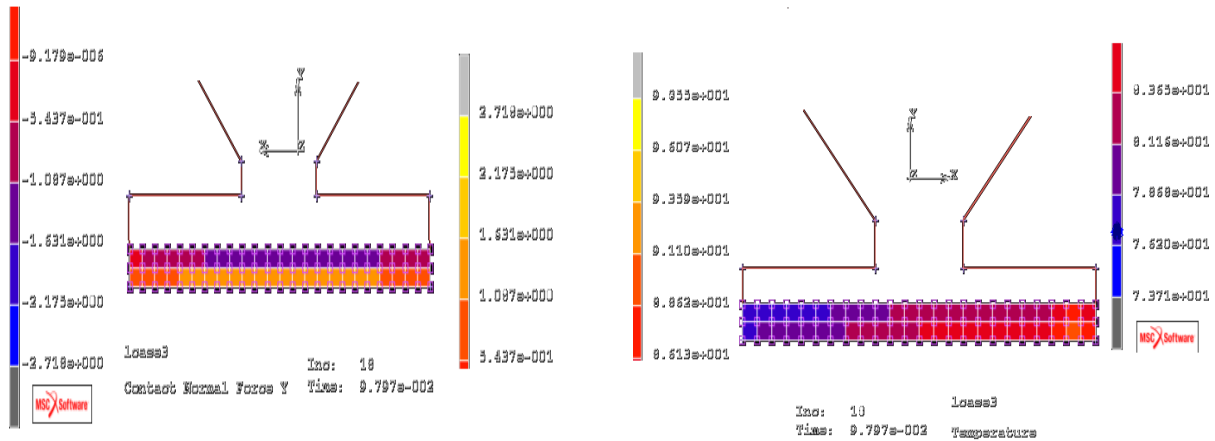 -9.179e-006
-5.437e-001
-1.087e+000
-1.631e+000
-2.175e+000
-2.718e+000
Y
X
Z
2.718e+000
2.175e+000
1.631e+000
1.087e+000
5.437e-001
lcase3
Contact Normal Force Y
Inc: 18
Time: 9.797e-002
MSC Software
9.855e+001
9.607e+001
9.359e+001
9.110e+001
8.862e+001
8.613e+001
Y
Z
X
8.365e+001
8.116e+001
7.868e+001
7.620e+001
7.371e+001
MSC Software
Inc: 18
Time: 9.797e-002
lcase3
Temperature